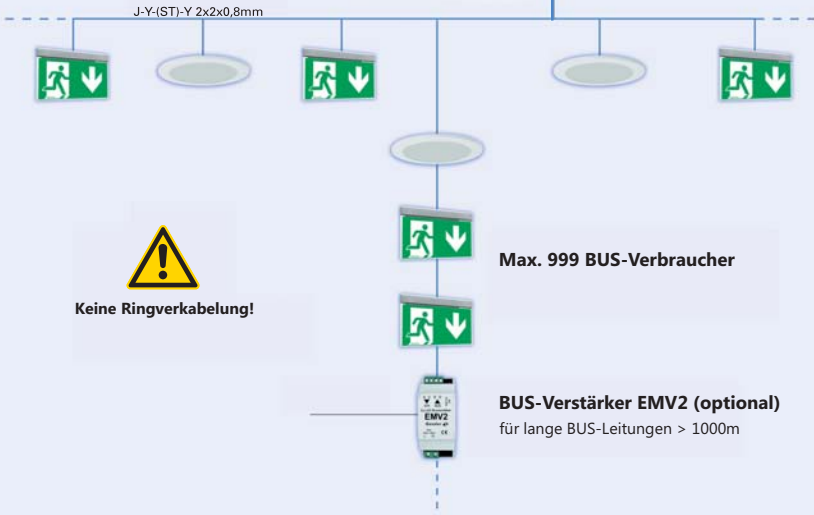 J-Y-(ST)-Y 2x2x0,8mm
Max. 999 BUS-Verbraucher
Keine Ringverkabelung!
EMV2
BUS-Verstärker EMV2 (optional)
für lange BUS-Leitungen > 1000m